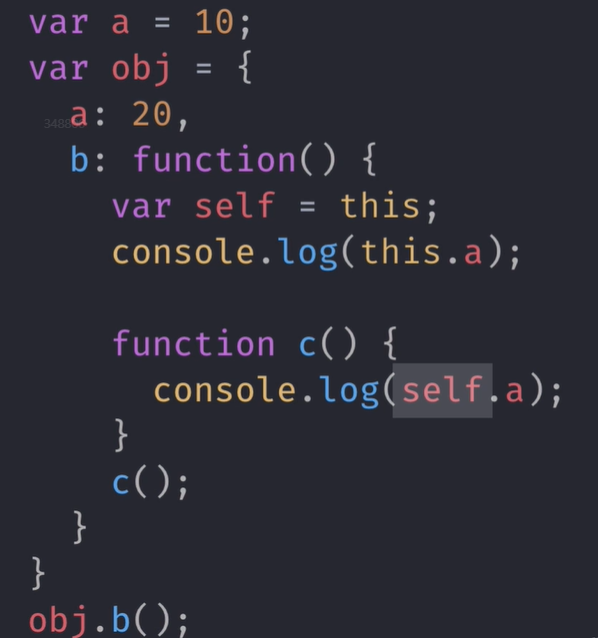 var a = 10;
var obj = {
  a: 20,
  b: function() {
    var self = this;
    console.log(this.a);

    function c() {
      console.log(self.a);
    }
    c();
  }
}
obj.b();